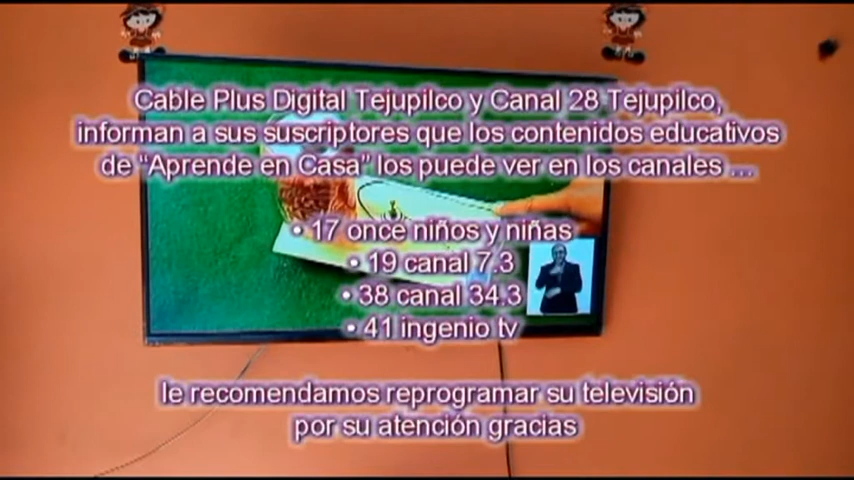 Cable Plus Digital Tejupilco y Canal 28 Tejupilco,
informan a sus suscriptores que los contenidos educativos
de “Aprende en Casa” los puede ver en los canales ...
• 17 once niños y niñas
• 19 canal 7.3
• 38 canal 34.3
• 41 ingenio tv
le recomendamos reprogramar su televisión
por su atención gracias